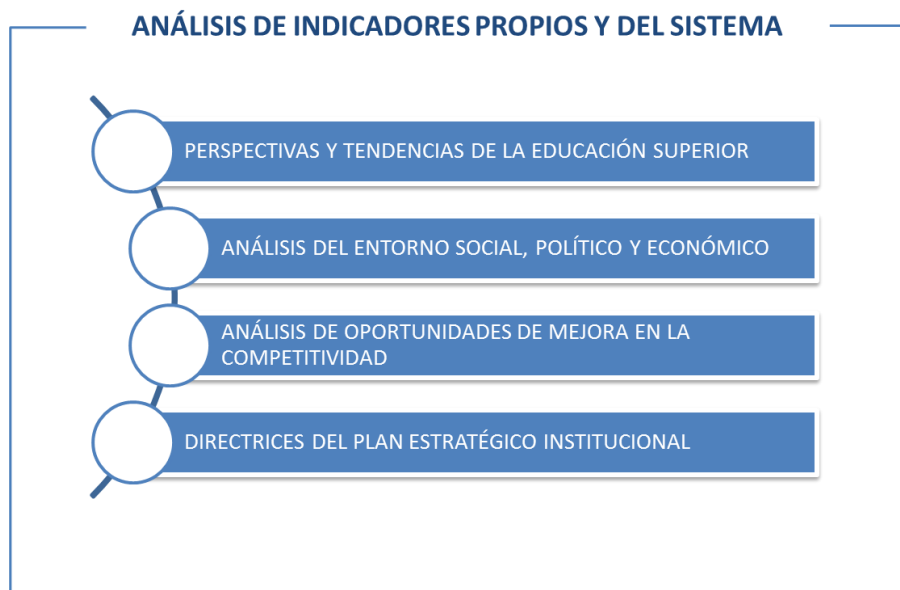 ANÁLISIS DE INDICADORES PROPIOS Y DEL SISTEMA
PERSPECTIVAS Y TENDENCIAS DE LA EDUCACIÓN SUPERIOR
ANÁLISIS DEL ENTORNO SOCIAL, POLÍTICO Y ECONÓMICO
ANÁLISIS DE OPORTUNIDADES DE MEJORA EN LA
COMPETITIVIDAD
DIRECTRICES DEL PLAN ESTRATÉGICO INSTITUCIONAL